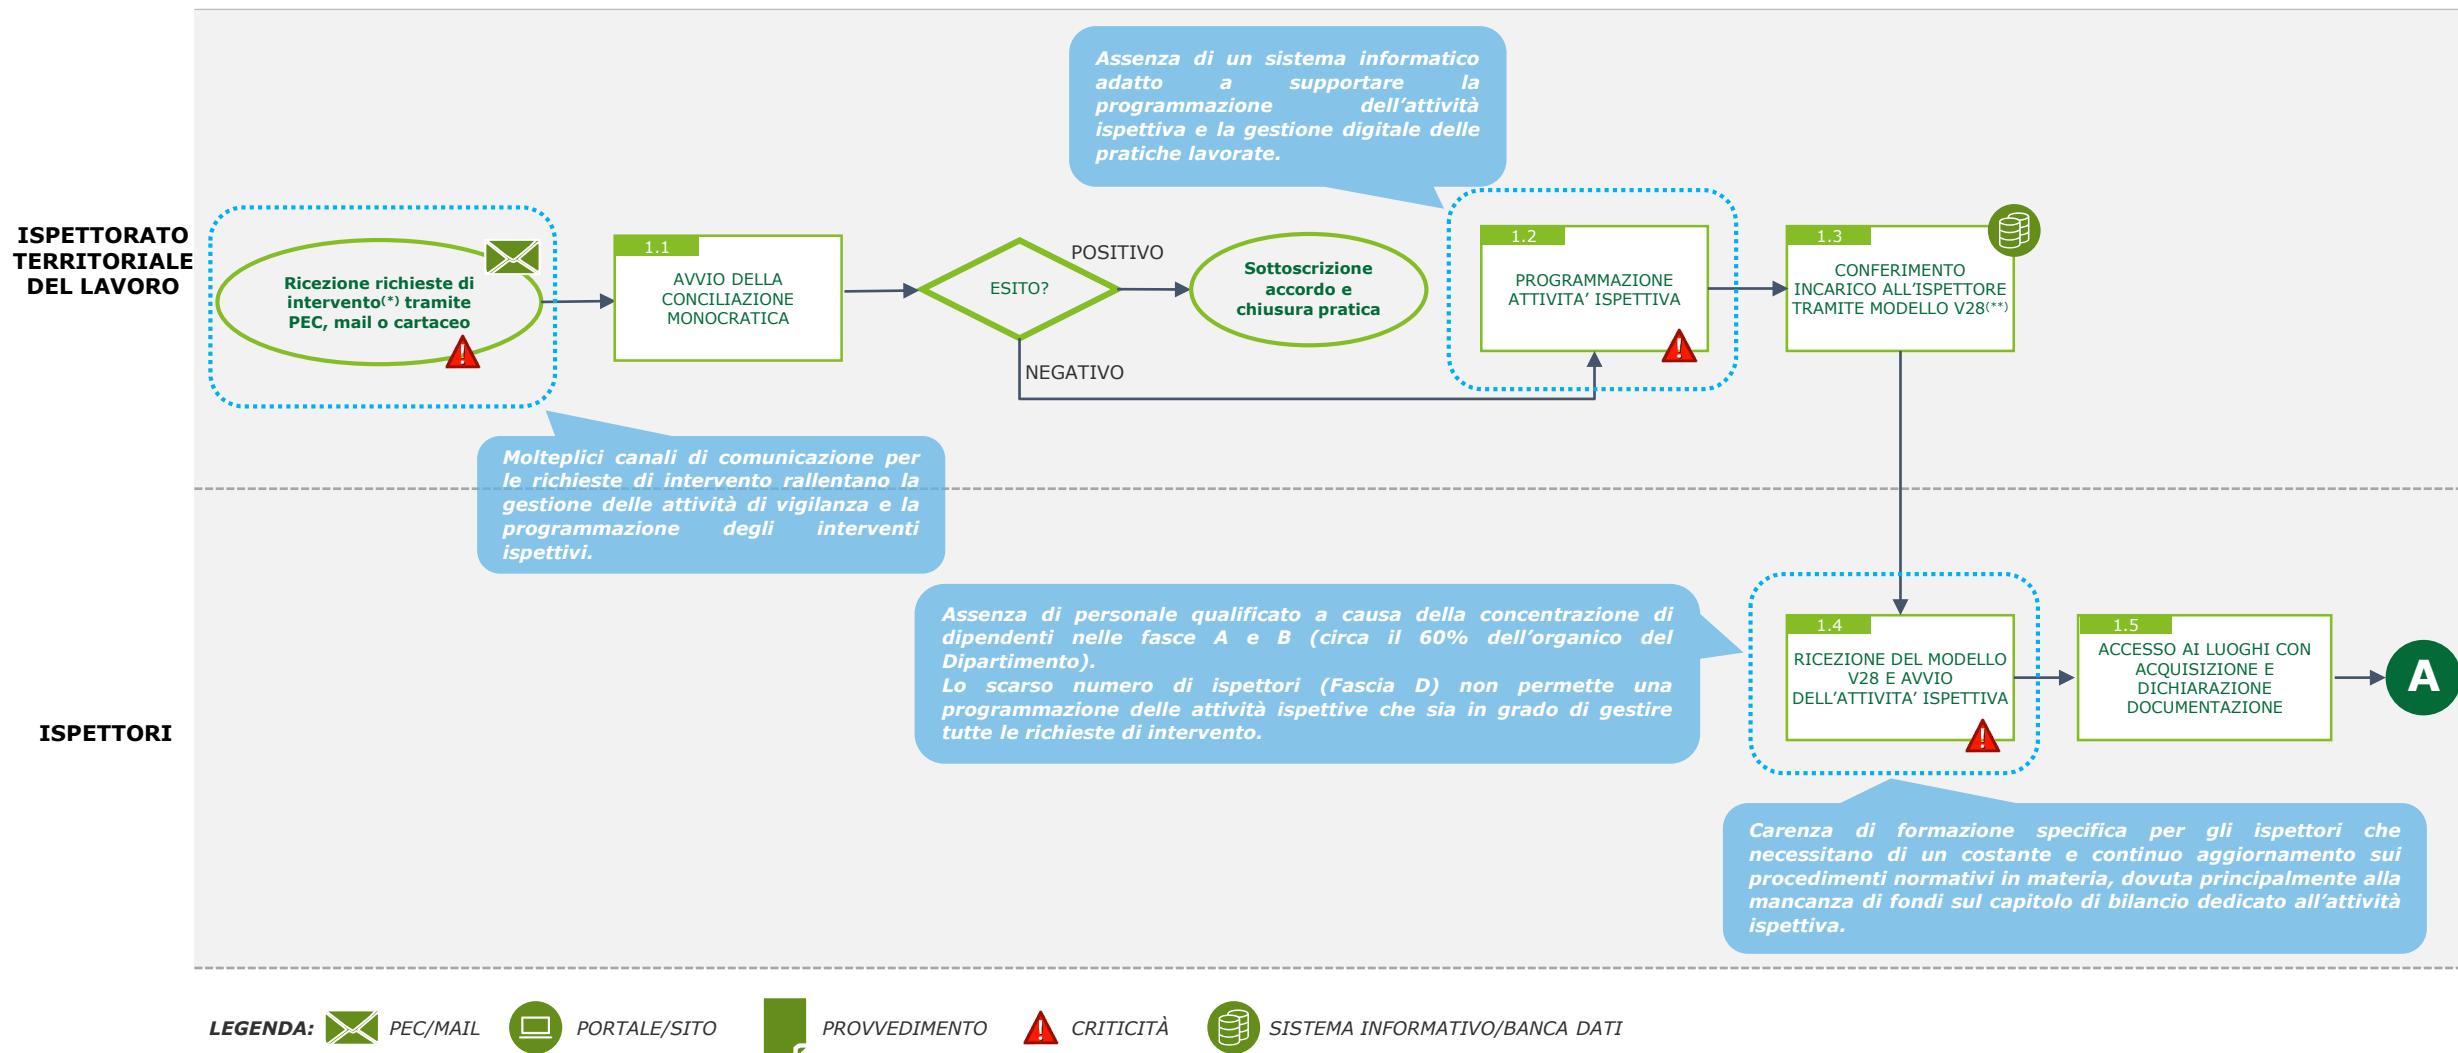 Assenza di un sistema informatico
adatto a supportare la
programmazione dell'attività
ispettiva e la gestione digitale delle
pratiche lavorate.
ISPETTORATO
TERRITORIALE
DEL LAVORO
Ricezione richieste di
intervento(*) tramite
PEC, mail o cartaceo
1.1
AVVIO DELLA
CONCILIAZIONE
MONOCRATICA
ESITO?
POSITIVO
NEGATIVO
Sottoscrizione
accordo e
chiusura pratica
1.2
PROGRAMMAZIONE
ATTIVITA' ISPETTIVA
1.3
CONFERIMENTO
INCARICO ALL'ISPETTORE
TRAMITE MODELLO V28(**)
Molteplici canali di comunicazione per
le richieste di intervento rallentano la
gestione delle attività di vigilanza e la
programmazione degli interventi
ispettivi.
ISPETTORI
Assenza di personale qualificato a causa della concentrazione di
dipendenti nelle fasce A e B (circa il 60% dell'organico del
Dipartimento).
Lo scarso numero di ispettori (Fascia D) non permette una
programmazione delle attività ispettive che sia in grado di gestire
tutte le richieste di intervento.
1.4
RICEZIONE DEL MODELLO
V28 E AVVIO
DELL'ATTIVITA' ISPETTIVA
1.5
ACCESSO AI LUOGHI CON
ACQUISIZIONE E
DICHIARAZIONE
DOCUMENTAZIONE
A
Carenza di formazione specifica per gli ispettori che
necessitano di un costante e continuo aggiornamento sui
procedimenti normativi in materia, dovuta principalmente alla
mancanza di fondi sul capitolo di bilancio dedicato all'attività
ispettiva.
LEGENDA: PEC/MAIL PORTALE/SITO PROVVEDIMENTO CRITICITÀ SISTEMA INFORMATIVO/BANCA DATI